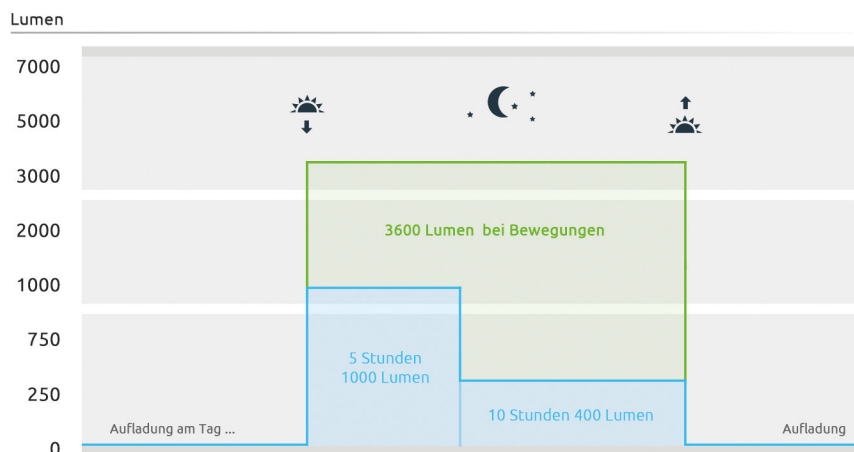 Lumen
7000
5000
3000
2000
3600 Lumen bei Bewegungen
1000
750
5 Stunden
1000 Lumen
250
10 Stunden 400 Lumen
Aufladung am Tag ...
Aufladung
0